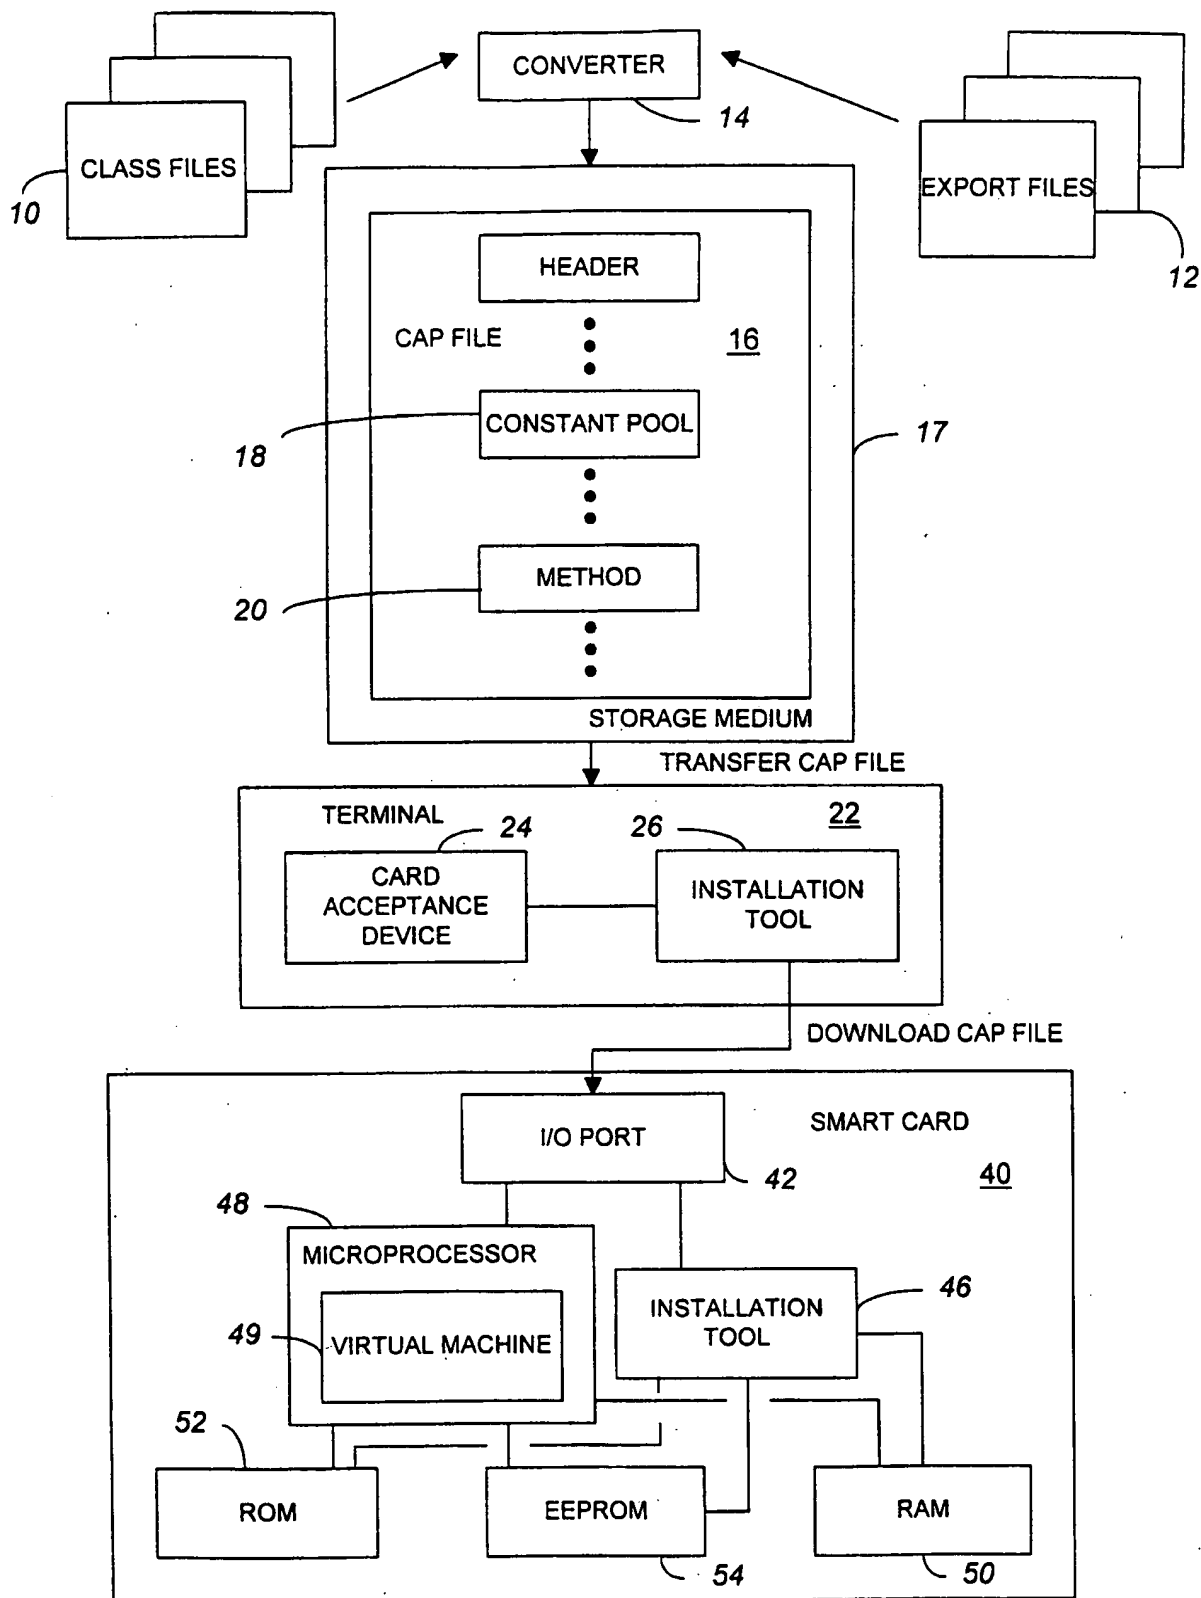 CONVERTER
14
CLASS FILES
10
EXPORT FILES
12
HEADER
CAP FILE
16
CONSTANT POOL
18
17
METHOD
20
STORAGE MEDIUM
TRANSFER CAP FILE
TERMINAL
24
26
22
CARD
ACCEPTANCE
DEVICE
INSTALLATION
TOOL
DOWNLOAD CAP FILE
I/O PORT
SMART CARD
42
40
48
MICROPROCESSOR
46
INSTALLATION
TOOL
49
VIRTUAL MACHINE
52
ROM
EEPROM
RAM
54
50